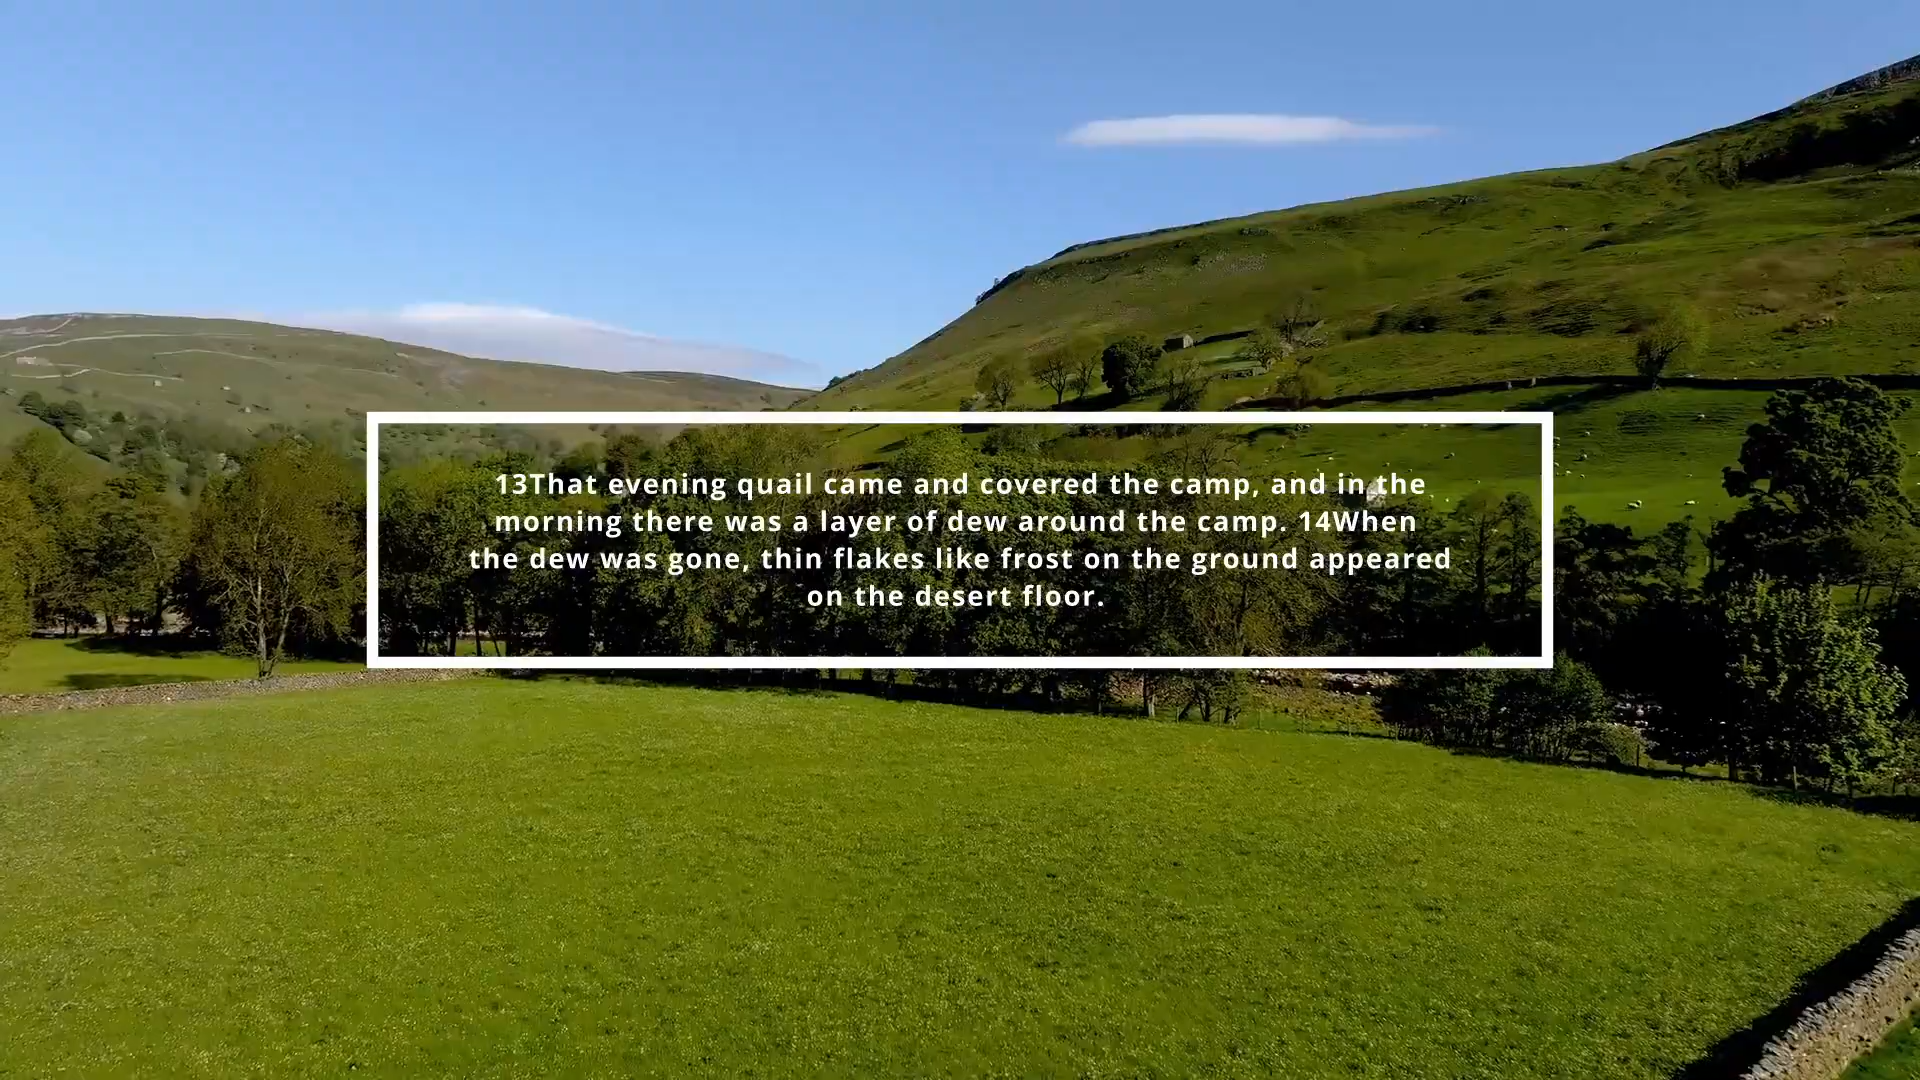 13That evening quail came and covered the camp, and in the
morning there was a layer of dew around the camp. 14When
the dew was gone, thin flakes like frost on the ground appeared
on the desert floor.